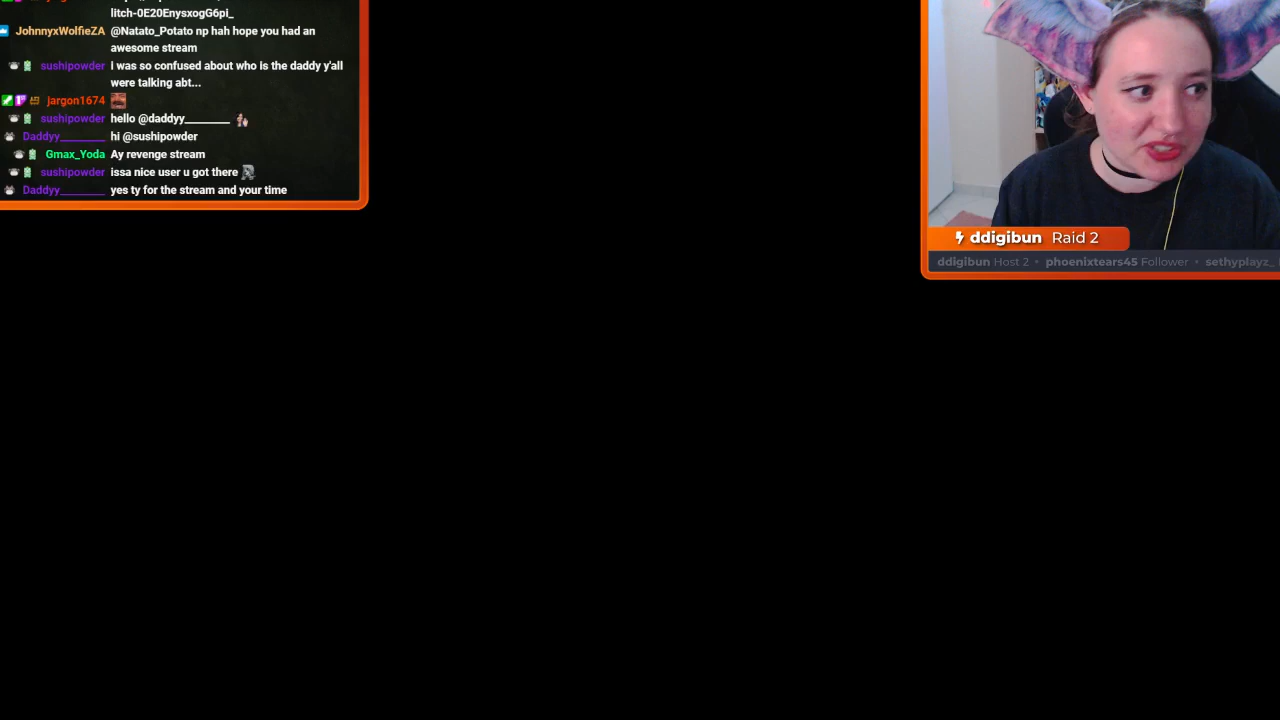 litch-0E20EnysxogG6pi_
JohnnyxWolfieZA @Natato_Potato np hah hope you had an
awesome stream
sushipowder i was so confused about who is the daddy y'all
were talking abt...
jargon1674
sushipowder hello @daddyy________
Daddyy________ hi @sushipowder
Gmax_Yoda Ay revenge stream
sushipowder issa nice user u got there
Daddyy________ yes ty for the stream and your time
ddigibun Raid 2
ddigibun Host 2 • phoenixtears45 Follower • sethyplayz_